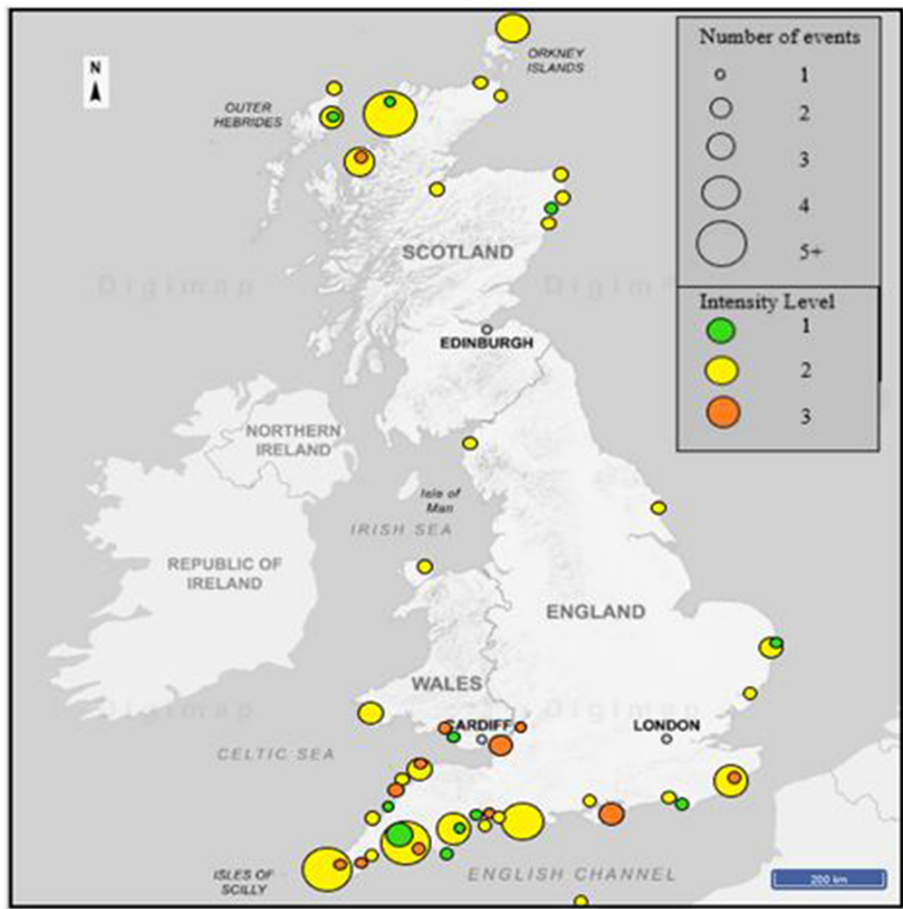 N
ORKNEY
ISLANDS
OUTER
HEBRIDES
Number of events
1
2
3
4
5+
Intensity Level
1
2
3
SCOTLAND
Digimap
Digim
EDINBURGH
NORTHERN
IRELAND
Isle of
Man
IRISH SEA
REPUBLIC OF
IRELAND
ENGLAND
WALES
Digimap
Digimap
CARDIFF
LONDON
CELTIC SEA
ISLES OF
SCILLY
ENGLISH CHANNEL
200 km